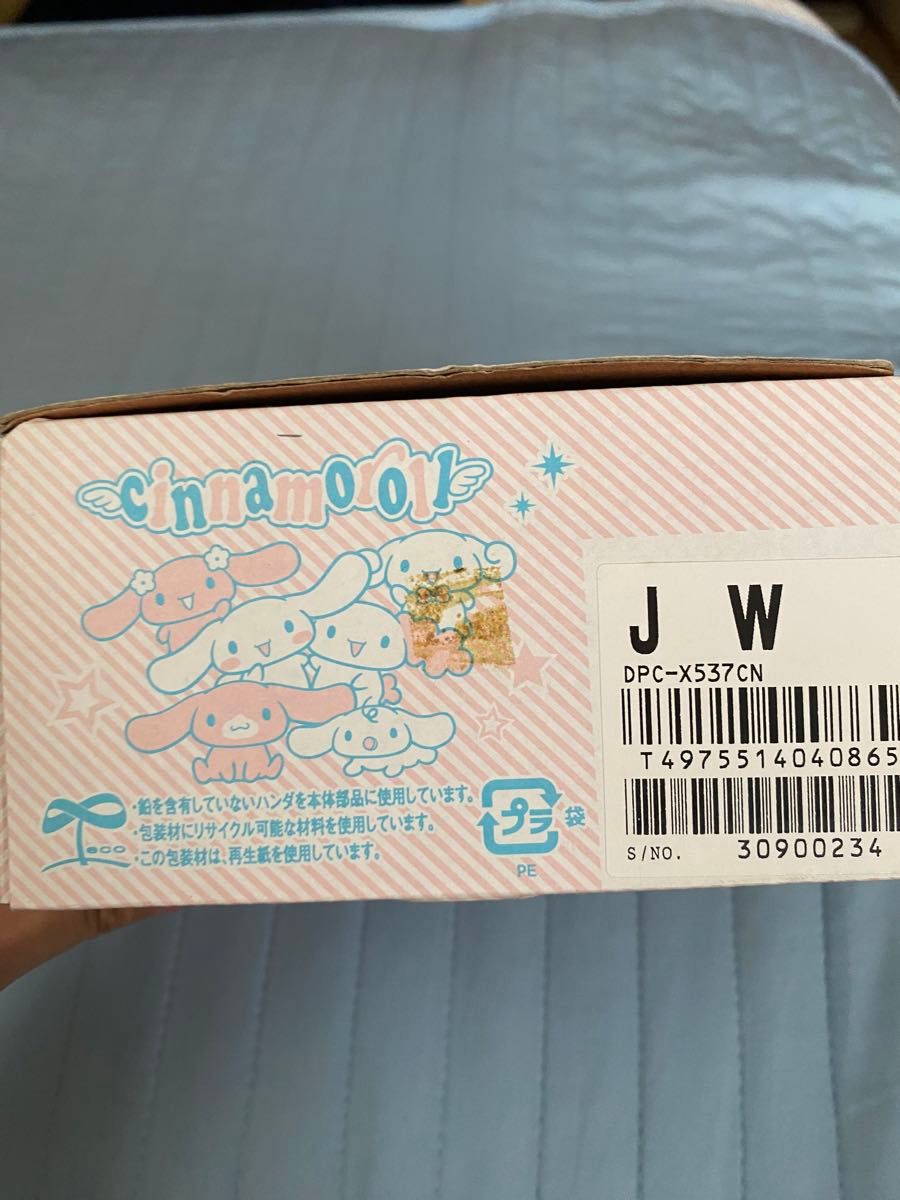 cinnamoroll
J W
DPC-X537CN
T4975514040865
S/NO. 30900234
eco
・鉛を含有していないハンダを本体部品に使用しています。
・包装材にリサイクル可能な材料を使用しています。
・この包装材は、再生紙を使用しています。
プラ 袋
PE